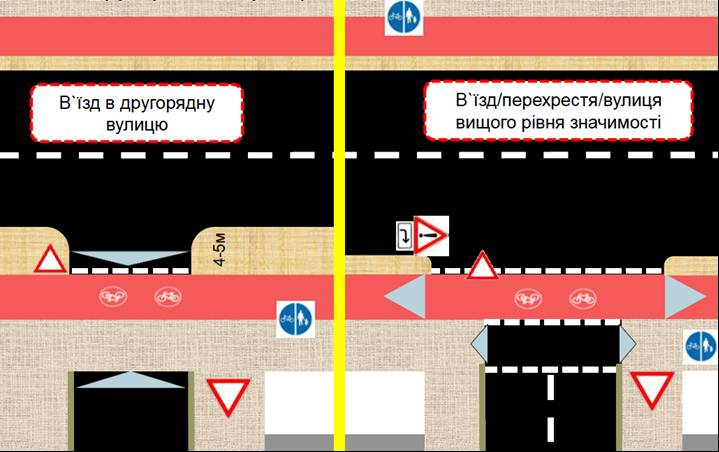 В`їзд в другорядну
вулицю
В`їзд/перехрестя/вулиця
вищого рівня значимості
4-5м